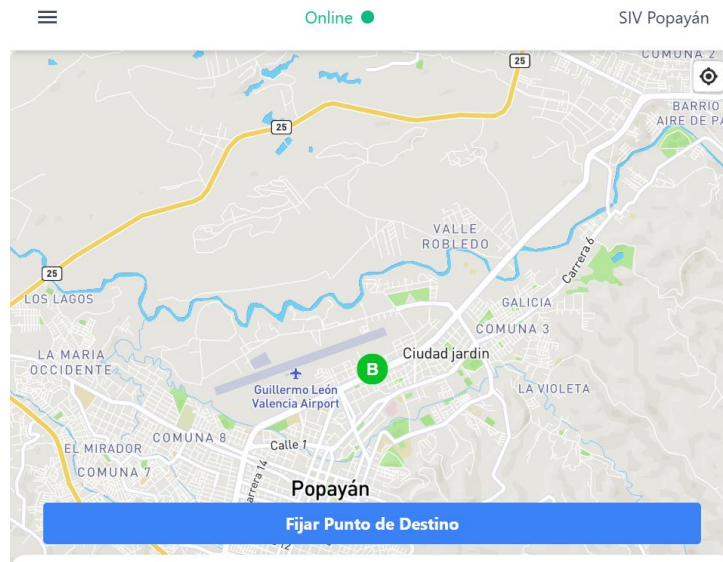 Online
SIV Popayán
COMUNA 2
25
BARRIO
AIRE DE PA
25
VALLE
ROBLEDO
Carrera 6
25
LOS LAGOS
GALICIA
COMUNA 3
LA MARIA
OCCIDENTE
Ciudad jardin
B
Guillermo León
Valencia Airport
LA VIOLETA
COMUNA 8
EL MIRADOR
Calle 1
COMUNA 7
arrera 14
Popayán
Fijar Punto de Destino
12